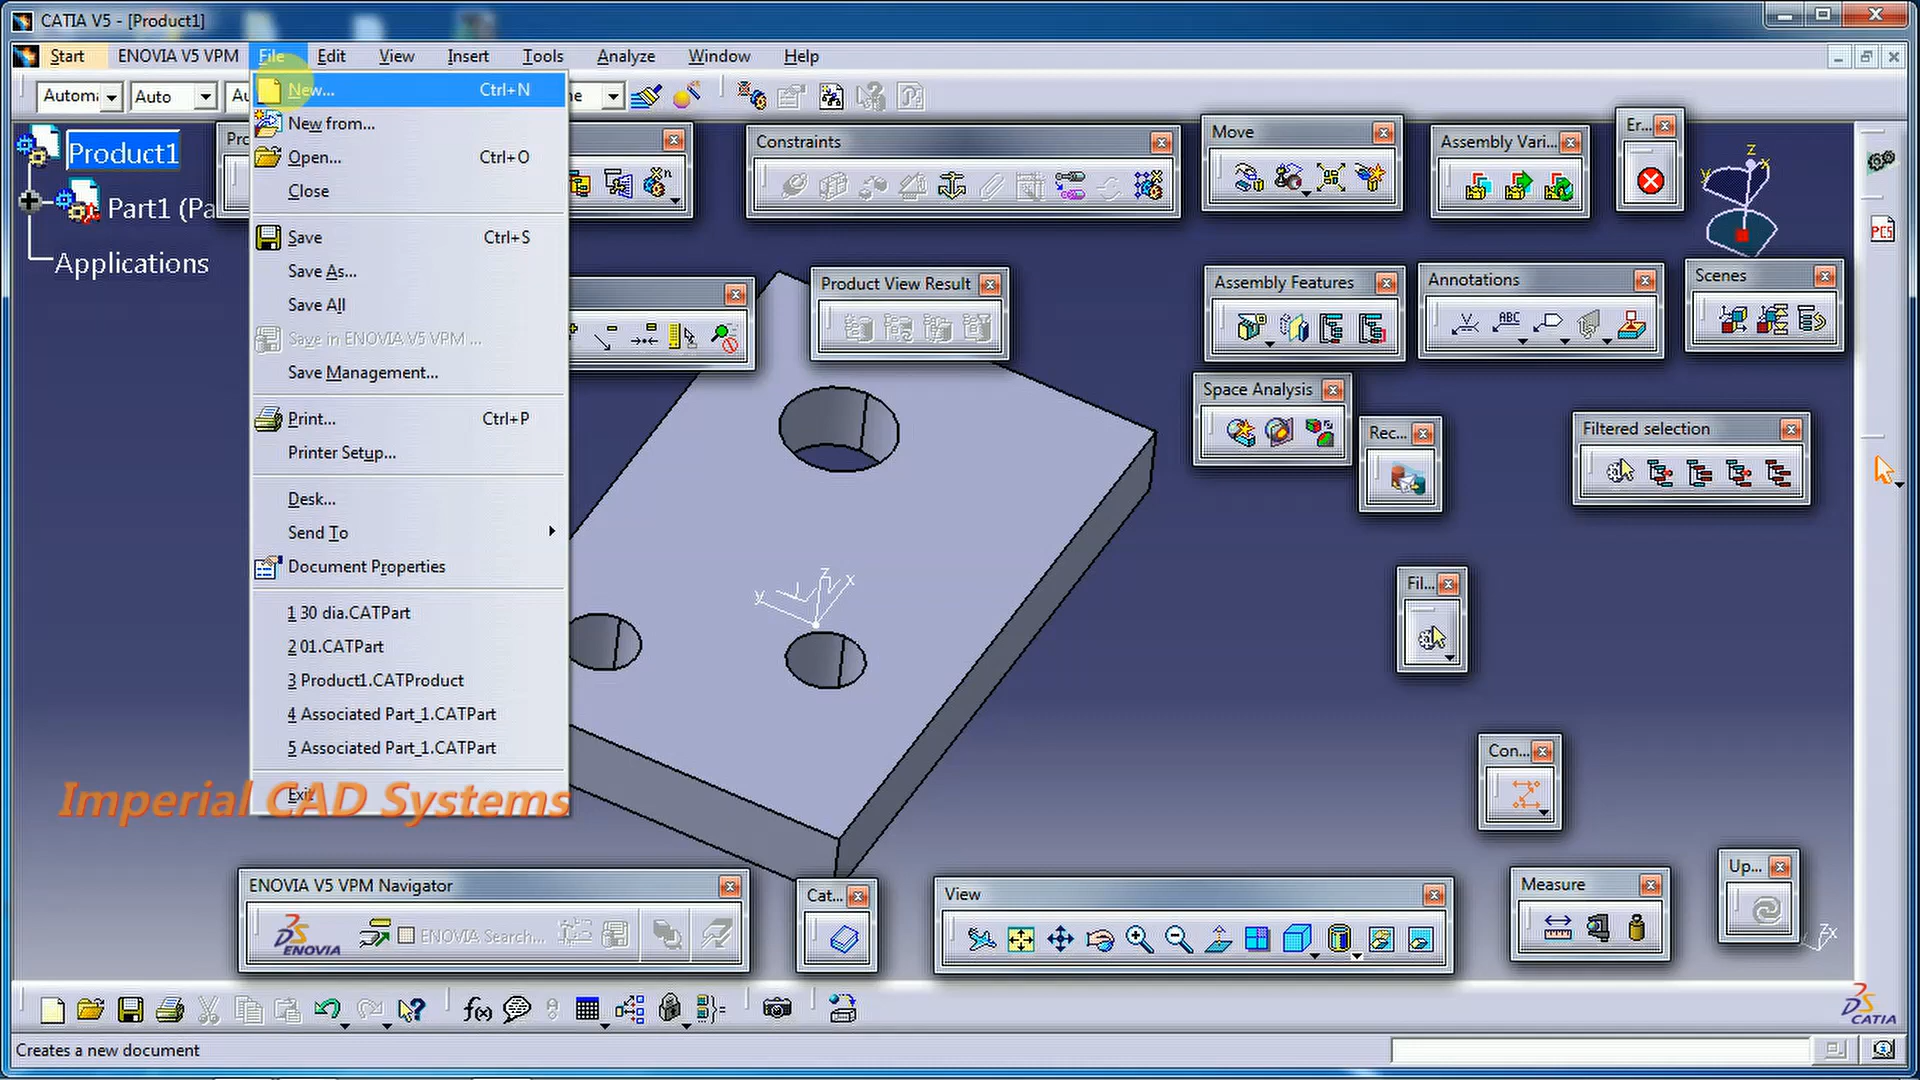 CATIA V5 - [Product1]
Start ENOVIA V5 VPM File Edit View Insert Tools Analyze Window Help
Auto
New... Ctrl+N
New from...
Open... Ctrl+O
Close
Save Ctrl+S
Save As...
Save All
Save in ENOVIA V5 VPM ...
Save Management...
Print... Ctrl+P
Printer Setup...
Desk...
Send To
Document Properties
1 30 dia.CATPart
2 01.CATPart
3 Product1.CATProduct
4 Associated Part_1.CATPart
5 Associated Part_1.CATPart
Exit
Product1
Part1 (Pa
Applications
Constraints
Move
Assembly Vari...
Er...
Product View Result
Assembly Features
Annotations
ABC
Scenes
Space Analysis
Rec...
Filtered selection
Fil...
Con...
PCS
z
x
y
z
x
y
Imperial CAD Systems
ENOVIA V5 VPM Navigator
ENOVIA
ENOVIA Search...
Cat...
View
Measure
Up...
f(x)
CATIA
Creates a new document